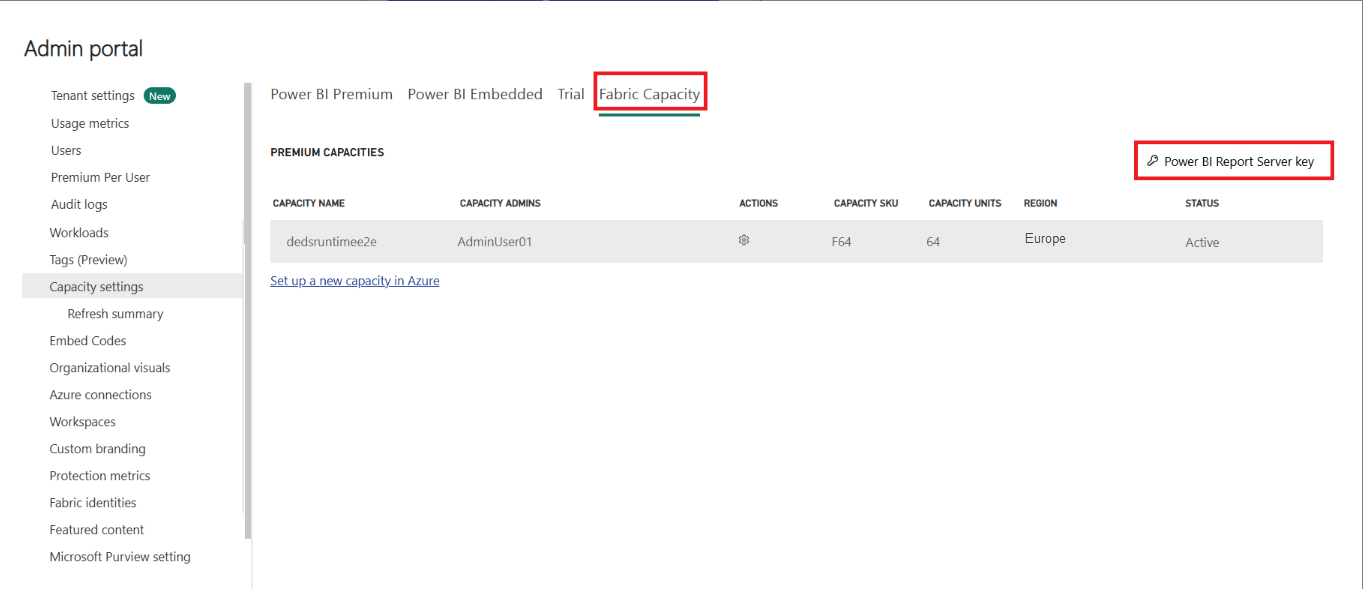 Admin portal
Tenant settings New
Usage metrics
Users
Premium Per User
Audit logs
Workloads
Tags (Preview)
Capacity settings
Refresh summary
Embed Codes
Organizational visuals
Azure connections
Workspaces
Custom branding
Protection metrics
Fabric identities
Featured content
Microsoft Purview setting
Power BI Premium Power BI Embedded Trial Fabric Capacity
PREMIUM CAPACITIES
Power BI Report Server key
CAPACITY NAME CAPACITY ADMINS ACTIONS CAPACITY SKU CAPACITY UNITS REGION STATUS
dedsruntimee2e AdminUser01 F64 64 Europe Active
Set up a new capacity in Azure